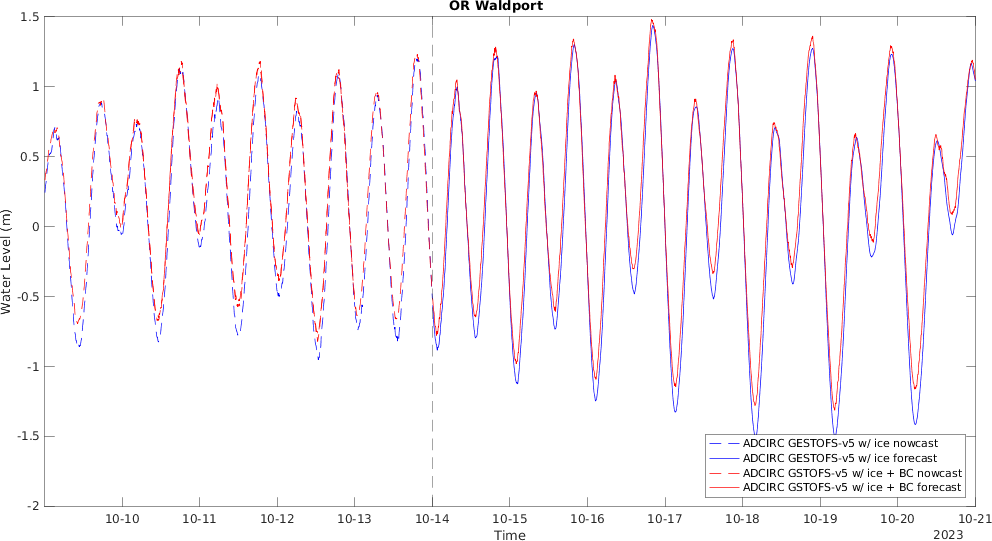 OR Waldport
1.5
1
0.5
0
-0.5
-1
-1.5
-2
Water Level (m)
10-10 10-11 10-12 10-13 10-14 10-15 10-16 10-17 10-18 10-19 10-20 10-21
Time
2023
ADCIRC GESTOFS-v5 w/ ice nowcast
ADCIRC GESTOFS-v5 w/ ice forecast
ADCIRC GSTOFS-v5 w/ ice + BC nowcast
ADCIRC GSTOFS-v5 w/ ice + BC forecast